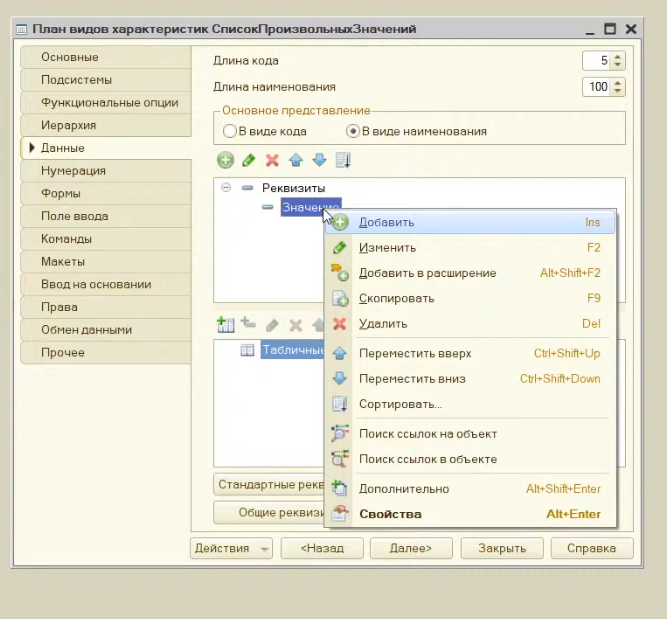 План видов характеристик СписокПроизвольныхЗначений
Основные
Подсистемы
Функциональные опции
Иерархия
Данные
Нумерация
Формы
Поле ввода
Команды
Макеты
Ввод на основании
Права
Обмен данными
Прочее
Длина кода 5
Длина наименования 100
Основное представление
В виде кода В виде наименования
Реквизиты
Значение
Добавить Ins
Изменить F2
Добавить в расширение Alt+Shift+F2
Скопировать F9
Удалить Del
Переместить вверх Ctrl+Shift+Up
Переместить вниз Ctrl+Shift+Down
Сортировать...
Поиск ссылок на объект
Поиск ссылок в объекте
Дополнительно Alt+Shift+Enter
Свойства Alt+Enter
Табличные
Стандартные рекв
Общие реквизи
Действия <Назад Далее> Закрыть Справка